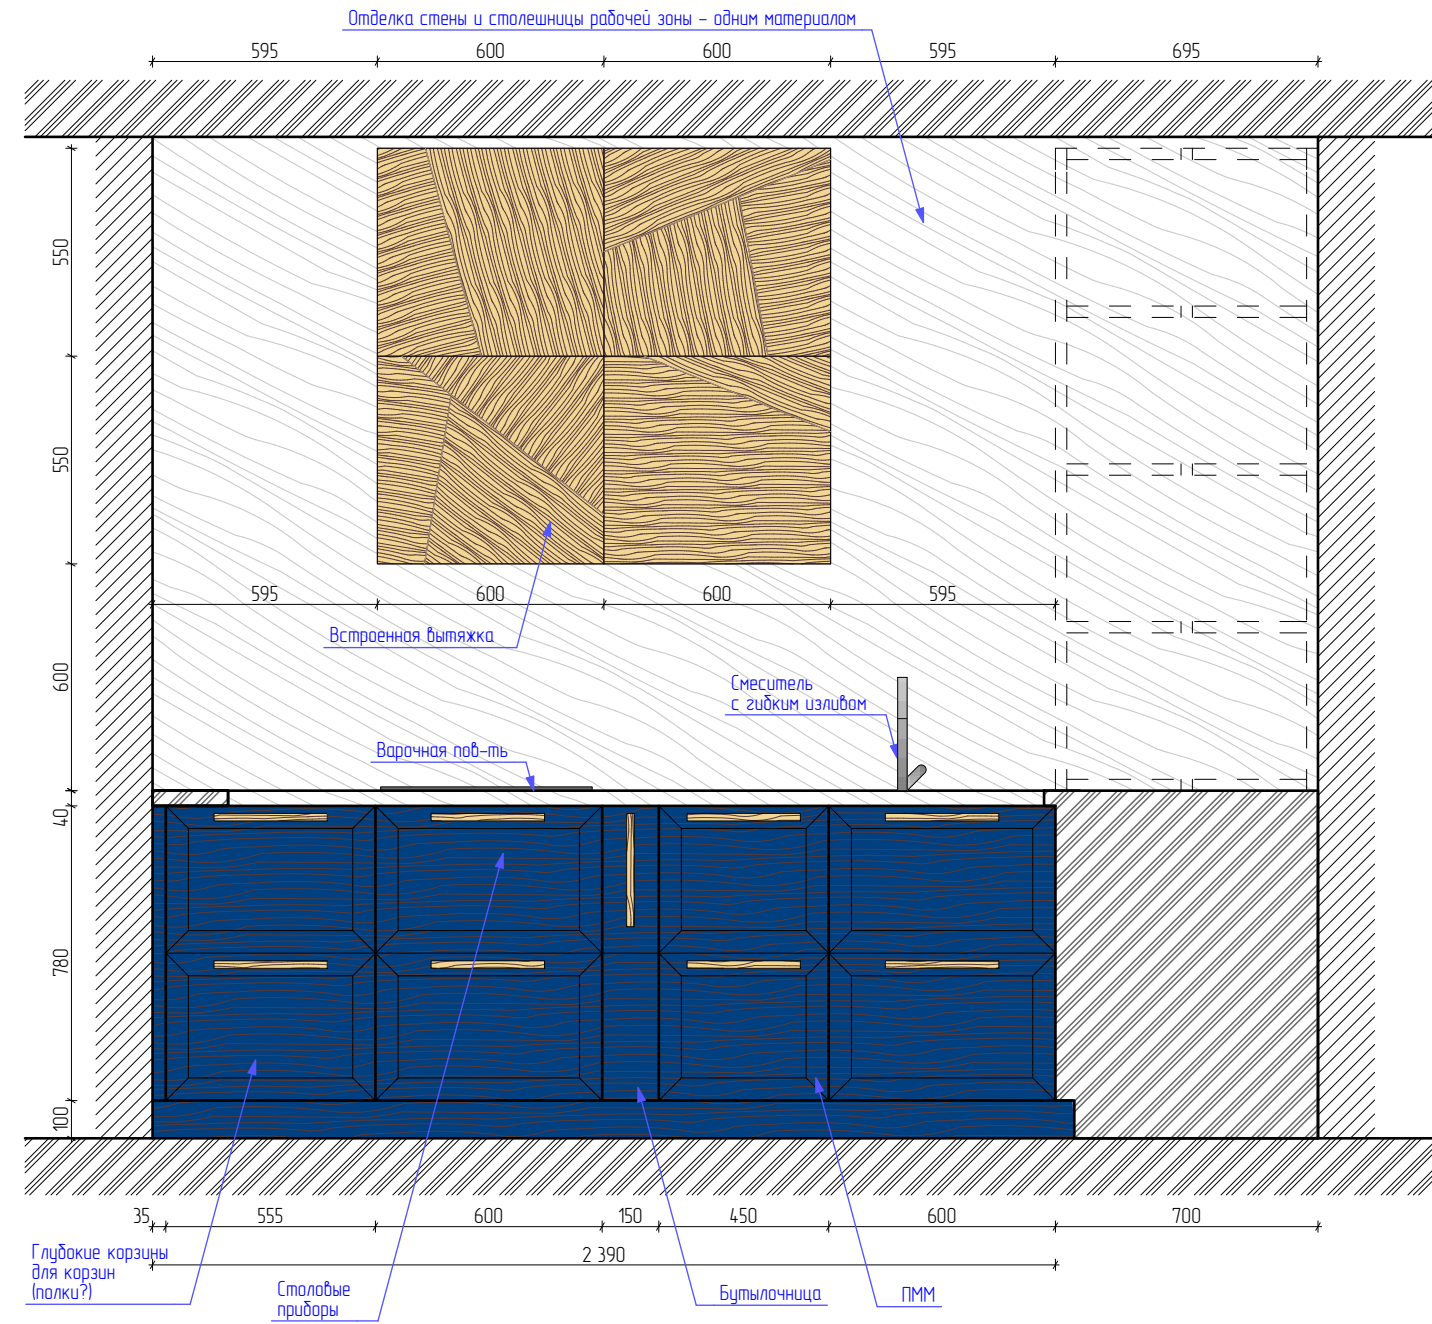 Отделка стены и столешницы рабочей зоны – одним материалом
595 600 600 595 695
550
550
595 600 600 595
Встроенная вытяжка
600
Смеситель
с гибким изливом
Варочная пов-ть
40
780
100
35 555 600 150 450 600 700
2 390
Глубокие корзины
для корзин
(полки?)
Столовые
приборы
Бутылочница
ПММ